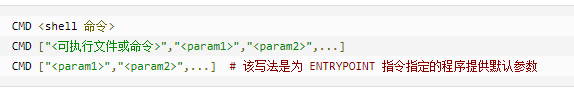 CMD <shell 命令>
CMD ["<可执行文件或命令>","<param1>","<param2>",...]
CMD ["<param1>","<param2>",...]  # 该写法是为 ENTRYPOINT 指令指定的程序提供默认参数